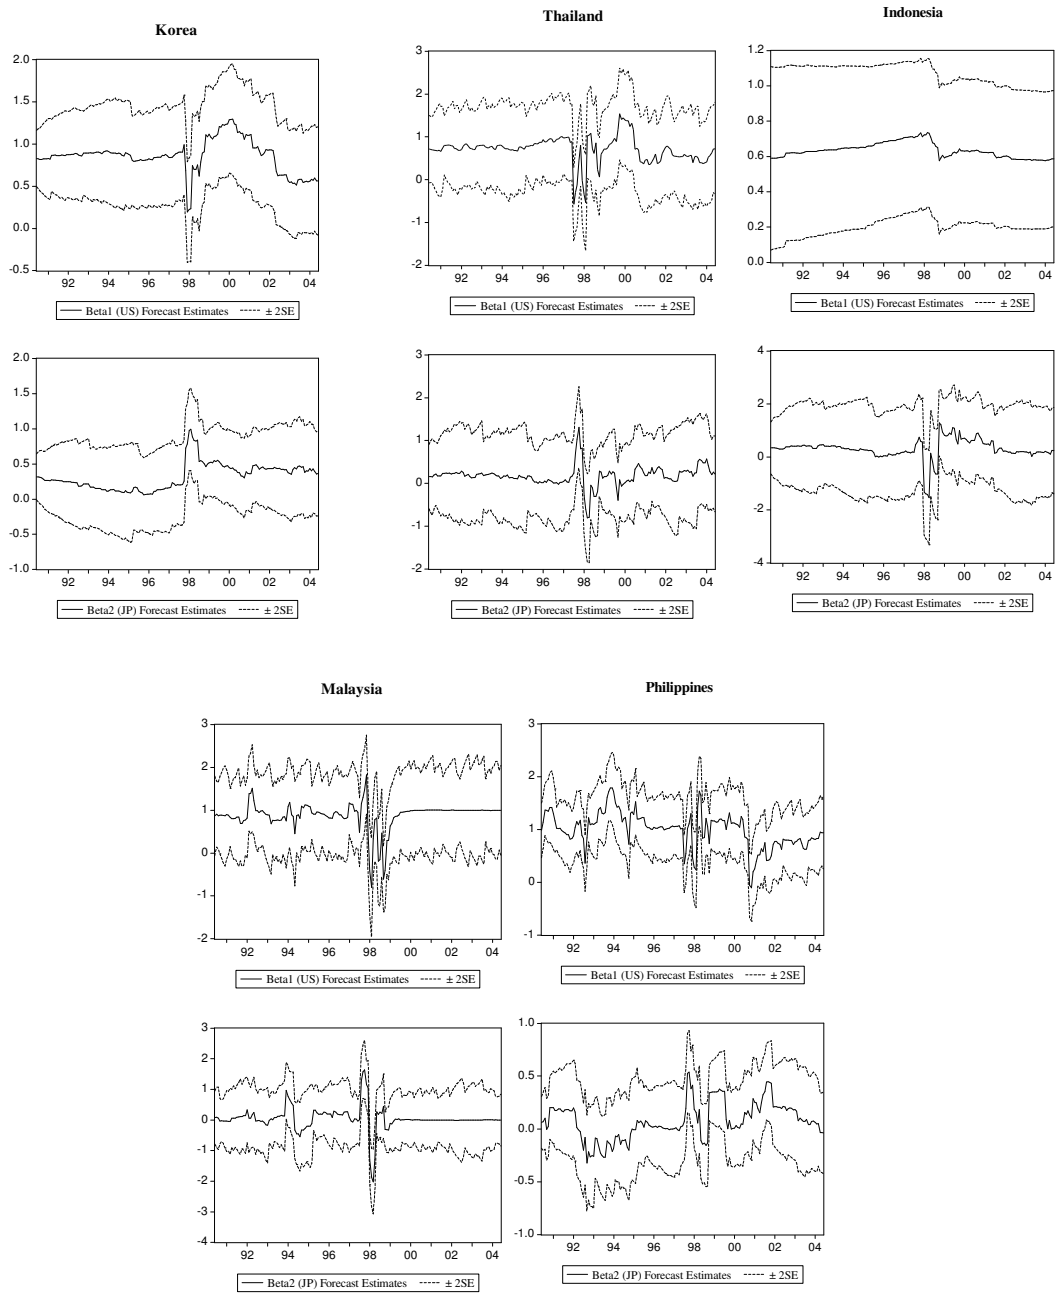 Korea
2.0
1.5
1.0
0.5
0.0
-0.5
92 94 96 98 00 02 04
Beta1 (US) Forecast Estimates ± 2SE
Thailand
3
2
1
0
-1
-2
92 94 96 98 00 02 04
Beta1 (US) Forecast Estimates ± 2SE
Indonesia
1.2
1.0
0.8
0.6
0.4
0.2
0.0
92 94 96 98 00 02 04
Beta1 (US) Forecast Estimates ± 2SE
2.0
1.5
1.0
0.5
0.0
-0.5
-1.0
92 94 96 98 00 02 04
Beta2 (JP) Forecast Estimates ± 2SE
3
2
1
0
-1
-2
92 94 96 98 00 02 04
Beta2 (JP) Forecast Estimates ± 2SE
4
2
0
-2
-4
92 94 96 98 00 02 04
Beta2 (JP) Forecast Estimates ± 2SE
Malaysia
3
2
1
0
-1
-2
92 94 96 98 00 02 04
Beta1 (US) Forecast Estimates ± 2SE
Philippines
3
2
1
0
-1
92 94 96 98 00 02 04
Beta1 (US) Forecast Estimates ± 2SE
3
2
1
0
-1
-2
-3
-4
92 94 96 98 00 02 04
Beta2 (JP) Forecast Estimates ± 2SE
1.0
0.5
0.0
-0.5
-1.0
92 94 96 98 00 02 04
Beta2 (JP) Forecast Estimates ± 2SE